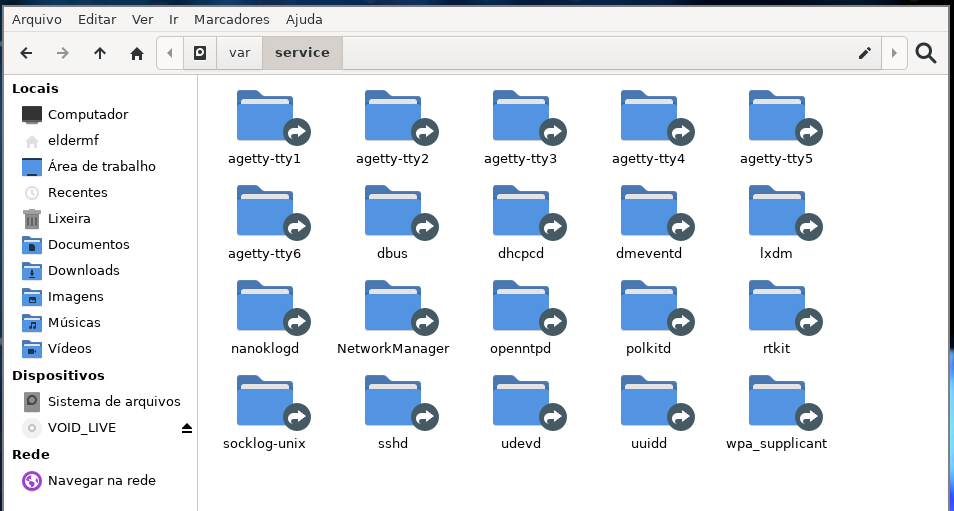 Arquivo Editar Ver Ir Marcadores Ajuda
var service
Locais
Computador
eldermf
Área de trabalho
Recentes
Lixeira
Documentos
Downloads
Imagens
Músicas
Vídeos
Dispositivos
Sistema de arquivos
VOID_LIVE
Rede
Navegar na rede
agetty-tty1 agetty-tty2 agetty-tty3 agetty-tty4 agetty-tty5
agetty-tty6 dbus dhcpcd dmeventd lxdm
nanoklogd NetworkManager openntpd polkitd rtkit
socklog-unix sshd udevd uuidd wpa_supplicant